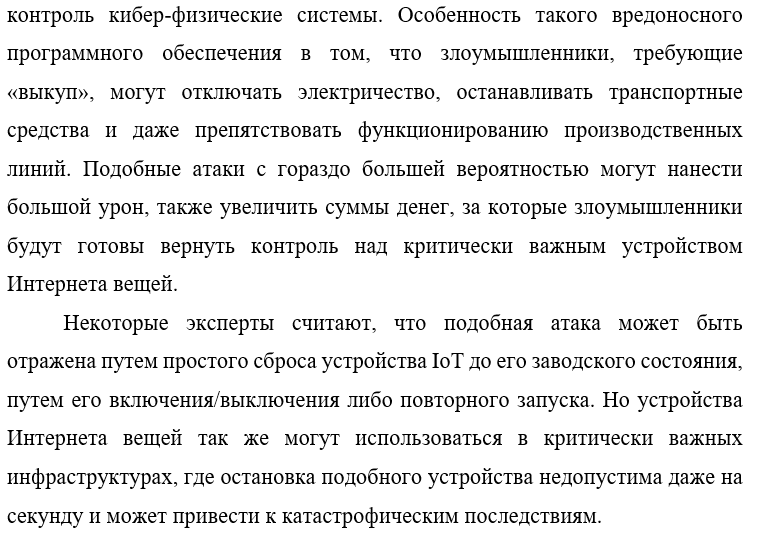 контроль кибер-физические системы. Особенность такого вредоносного
программного обеспечения в том, что злоумышленники, требующие
«выкуп», могут отключать электричество, останавливать транспортные
средства и даже препятствовать функционированию производственных
линий. Подобные атаки с гораздо большей вероятностью могут нанести
большой урон, также увеличить суммы денег, за которые злоумышленники
будут готовы вернуть контроль над критически важным устройством
Интернета вещей.
Некоторые эксперты считают, что подобная атака может быть
отражена путем простого сброса устройства IoT до его заводского состояния,
путем его включения/выключения либо повторного запуска. Но устройства
Интернета вещей так же могут использоваться в критически важных
инфраструктурах, где остановка подобного устройства недопустима даже на
секунду и может привести к катастрофическим последствиям.